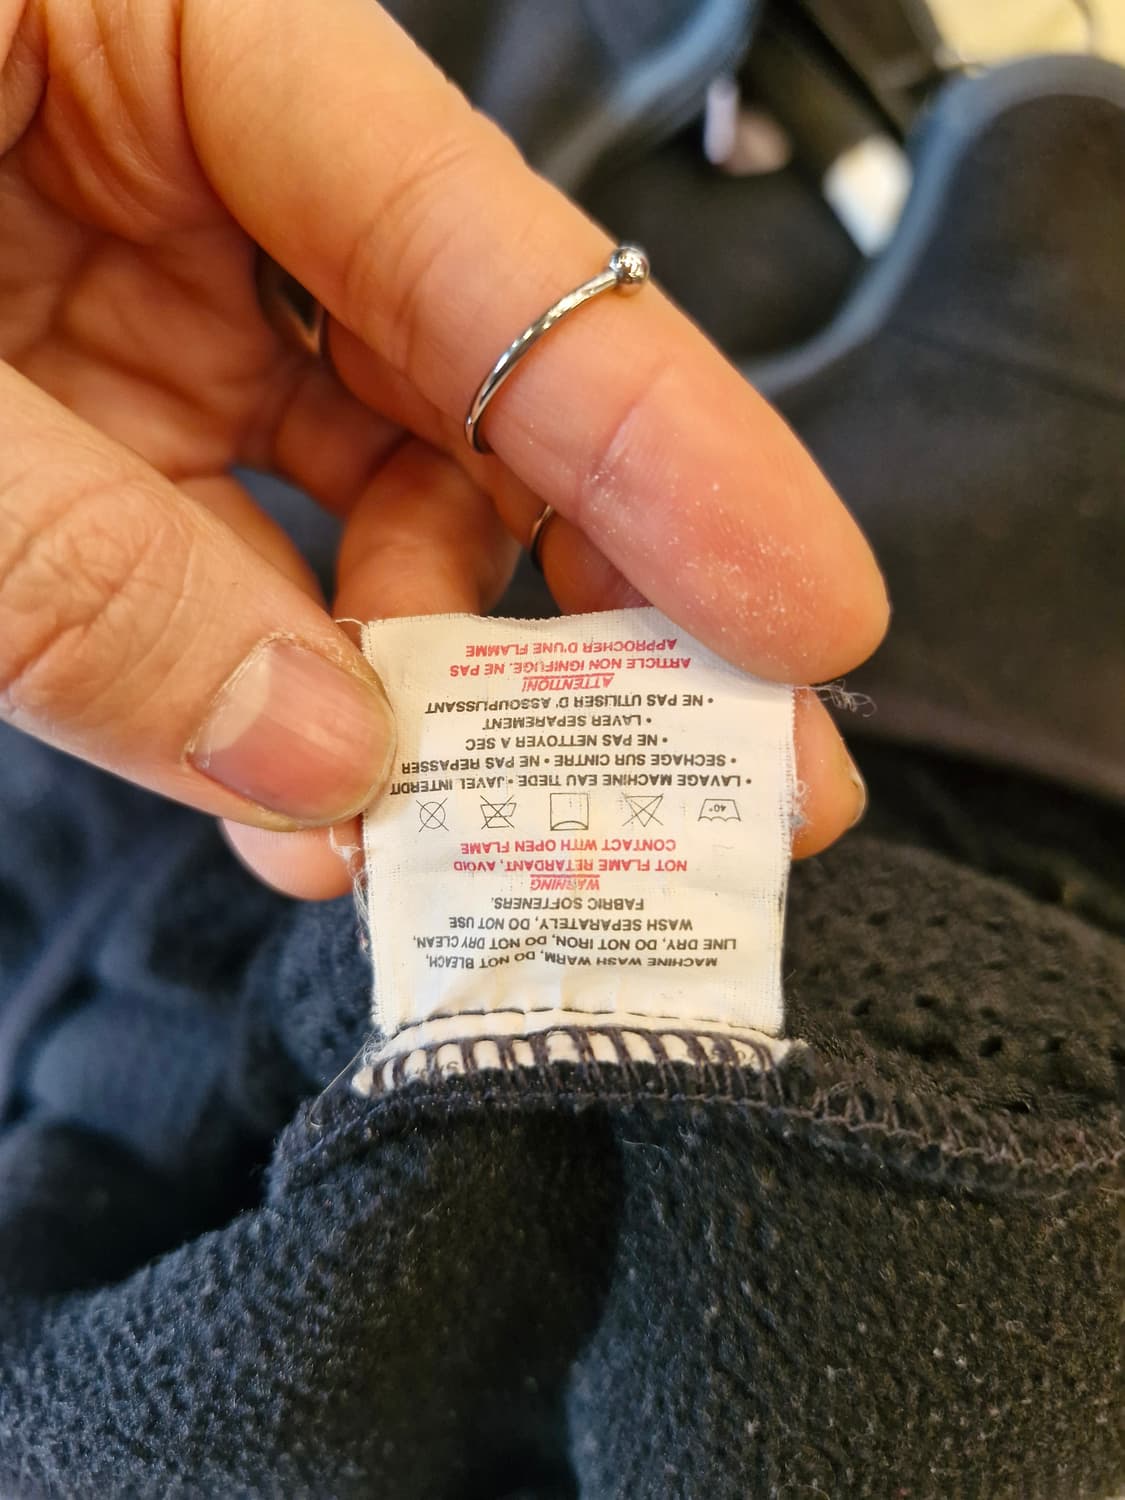 MACHINE WASH WARM, DO NOT BLEACH,
LINE DRY, DO NOT IRON, DO NOT DRY CLEAN,
WASH SEPARATELY, DO NOT USE
FABRIC SOFTENERS.
WARNING
NOT FLAME RETARDANT, AVOID
CONTACT WITH OPEN FLAME
40°
• LAVAGE MACHINE EAU TIEDE • JAVEL INTERDIT
• SECHAGE SUR CINTRE • NE PAS REPASSER
• NE PAS NETTOYER A SEC
• LAVER SEPAREMENT
• NE PAS UTILISER D'ASSOUPLISSANT
ATTENTION!
ARTICLE NON IGNIFUGE. NE PAS
APPROCHER D'UNE FLAMME